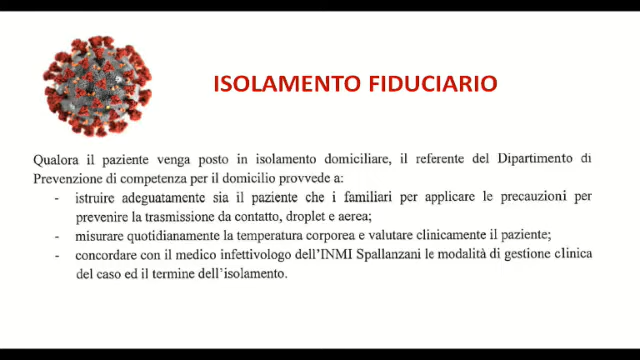 ISOLAMENTO FIDUCIARIO
Qualora il paziente venga posto in isolamento domiciliare, il referente del Dipartimento di
Prevenzione di competenza per il domicilio provvede a:
- istruire adeguatamente sia il paziente che i familiari per applicare le precauzioni per
prevenire la trasmissione da contatto, droplet e aerea;
- misurare quotidianamente la temperatura corporea e valutare clinicamente il paziente;
- concordare con il medico infettivologo dell'INMI Spallanzani le modalità di gestione clinica
del caso ed il termine dell'isolamento.